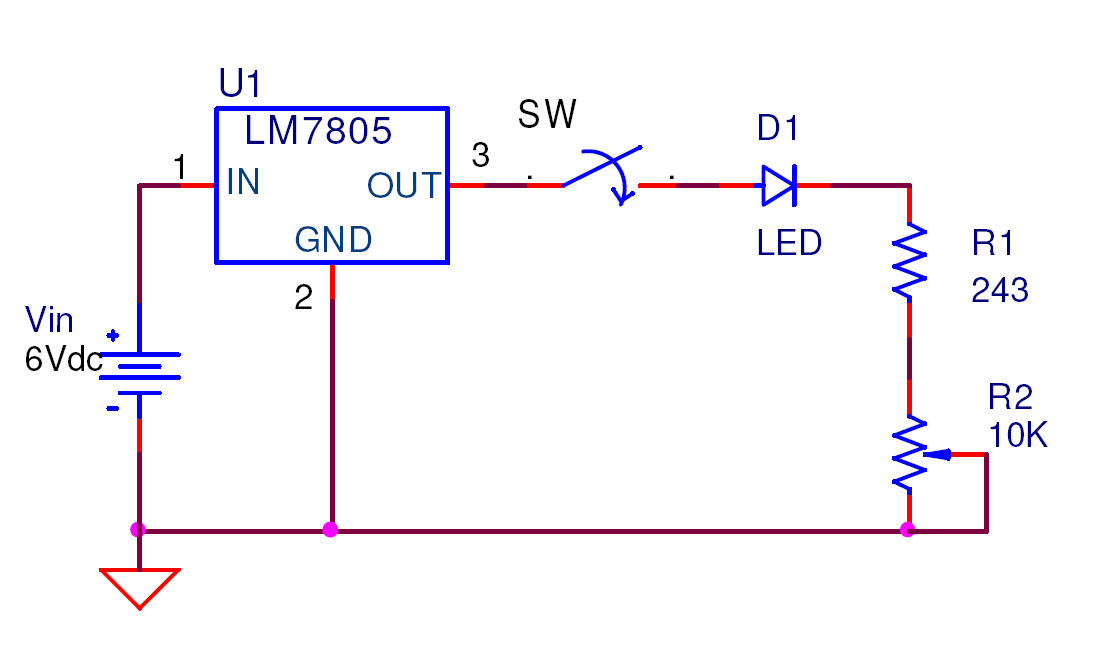 U1
LM7805
1
IN
OUT
3
GND
2
SW
D1
LED
R1
243
Vin
6Vdc
+
-
R2
10K